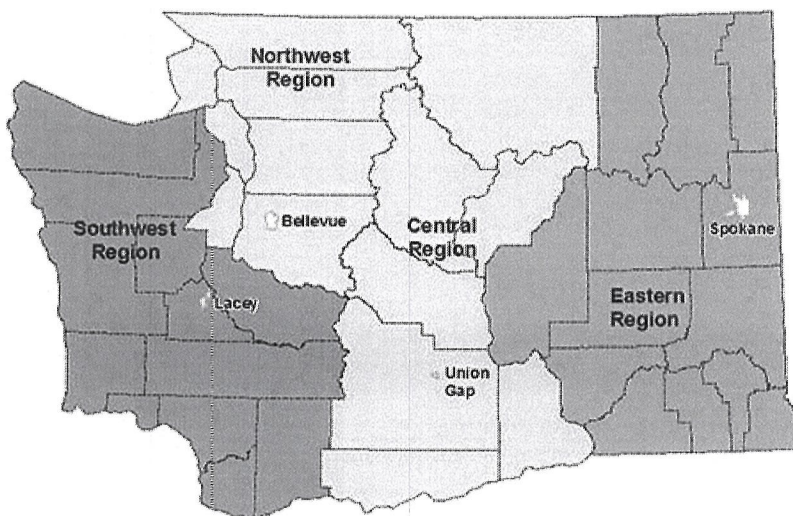 Northwest
Region
Southwest
Region
Bellevue
Central
Region
Spokane
Lacey
Eastern
Region
Union
Gap